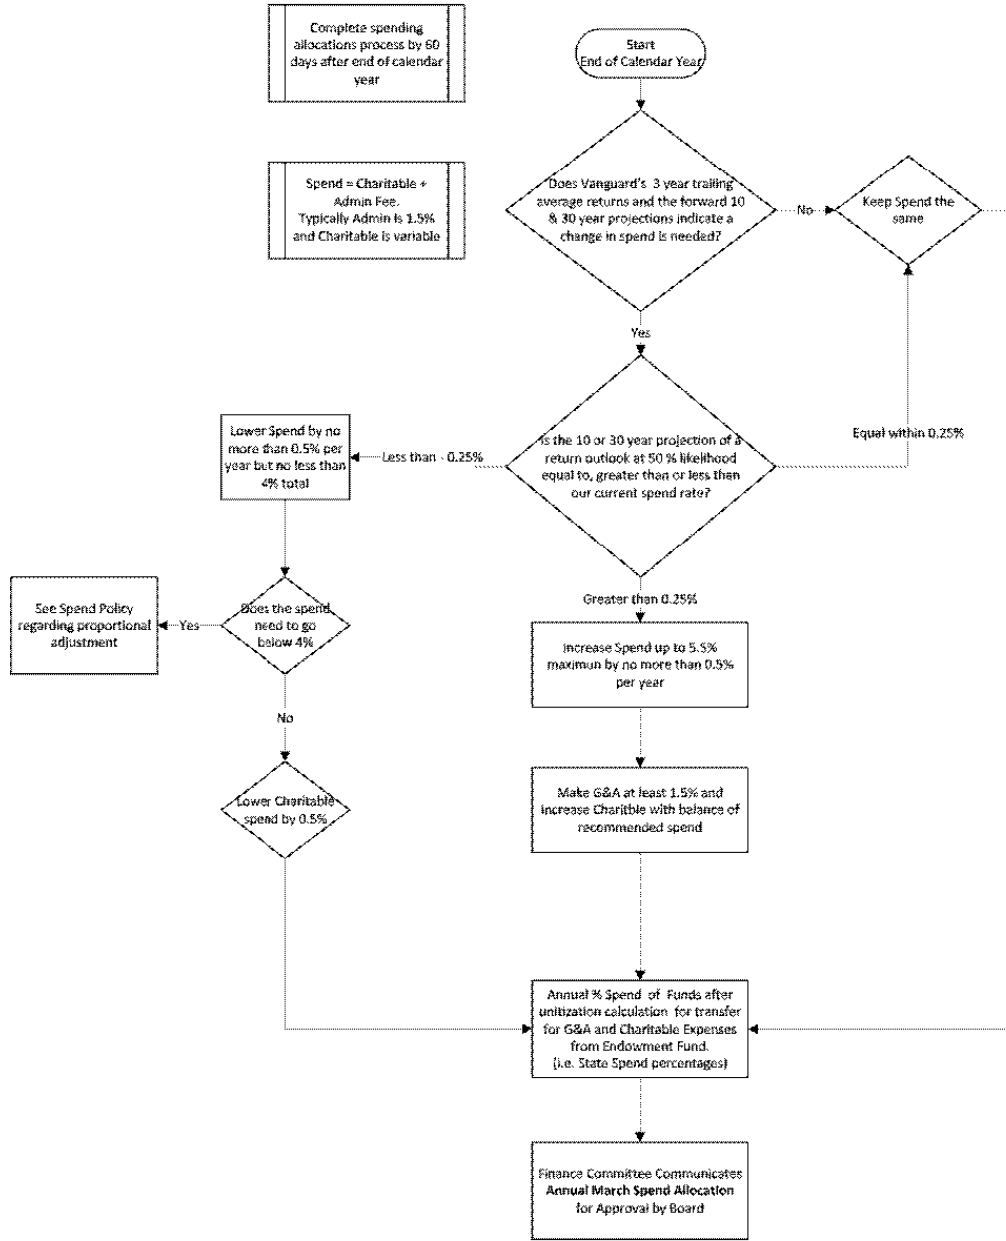 Complete spending
allocations process by 60
days after end of calendar
year
Start
End of Calendar Year
Spend = Charitable +
Admin Fee.
Typically Admin is 1.5%
and Charitable is variable
Does Vanguard's 3 year trailing
average returns and the forward 10
& 30 year projections indicate a
change in spend is needed?
No
Keep Spend the
same
Yes
Equal within 0.25%
Is the 10 or 30 year projection of a
return outlook at 50 % likelihood
equal to, greater than or less than
our current spend rate?
Less than - 0.25%
Lower Spend by no
more than 0.5% per
year but no less than
4% total
Greater than 0.25%
See Spend Policy
regarding proportional
adjustment
Yes
Does the spend
need to go
below 4%
Increase Spend up to 5.5%
maximun by no more than 0.5%
per year
No
Lower Charitable
spend by 0.5%
Make G&A at least 1.5% and
increase Charitble with balance of
recommended spend
Annual % Spend of Funds after
unitization calculation for transfer
for G&A and Charitable Expenses
from Endowment Fund.
(i.e. State Spend percentages)
Finance Committee Communicates
Annual March Spend Allocation
for Approval by Board